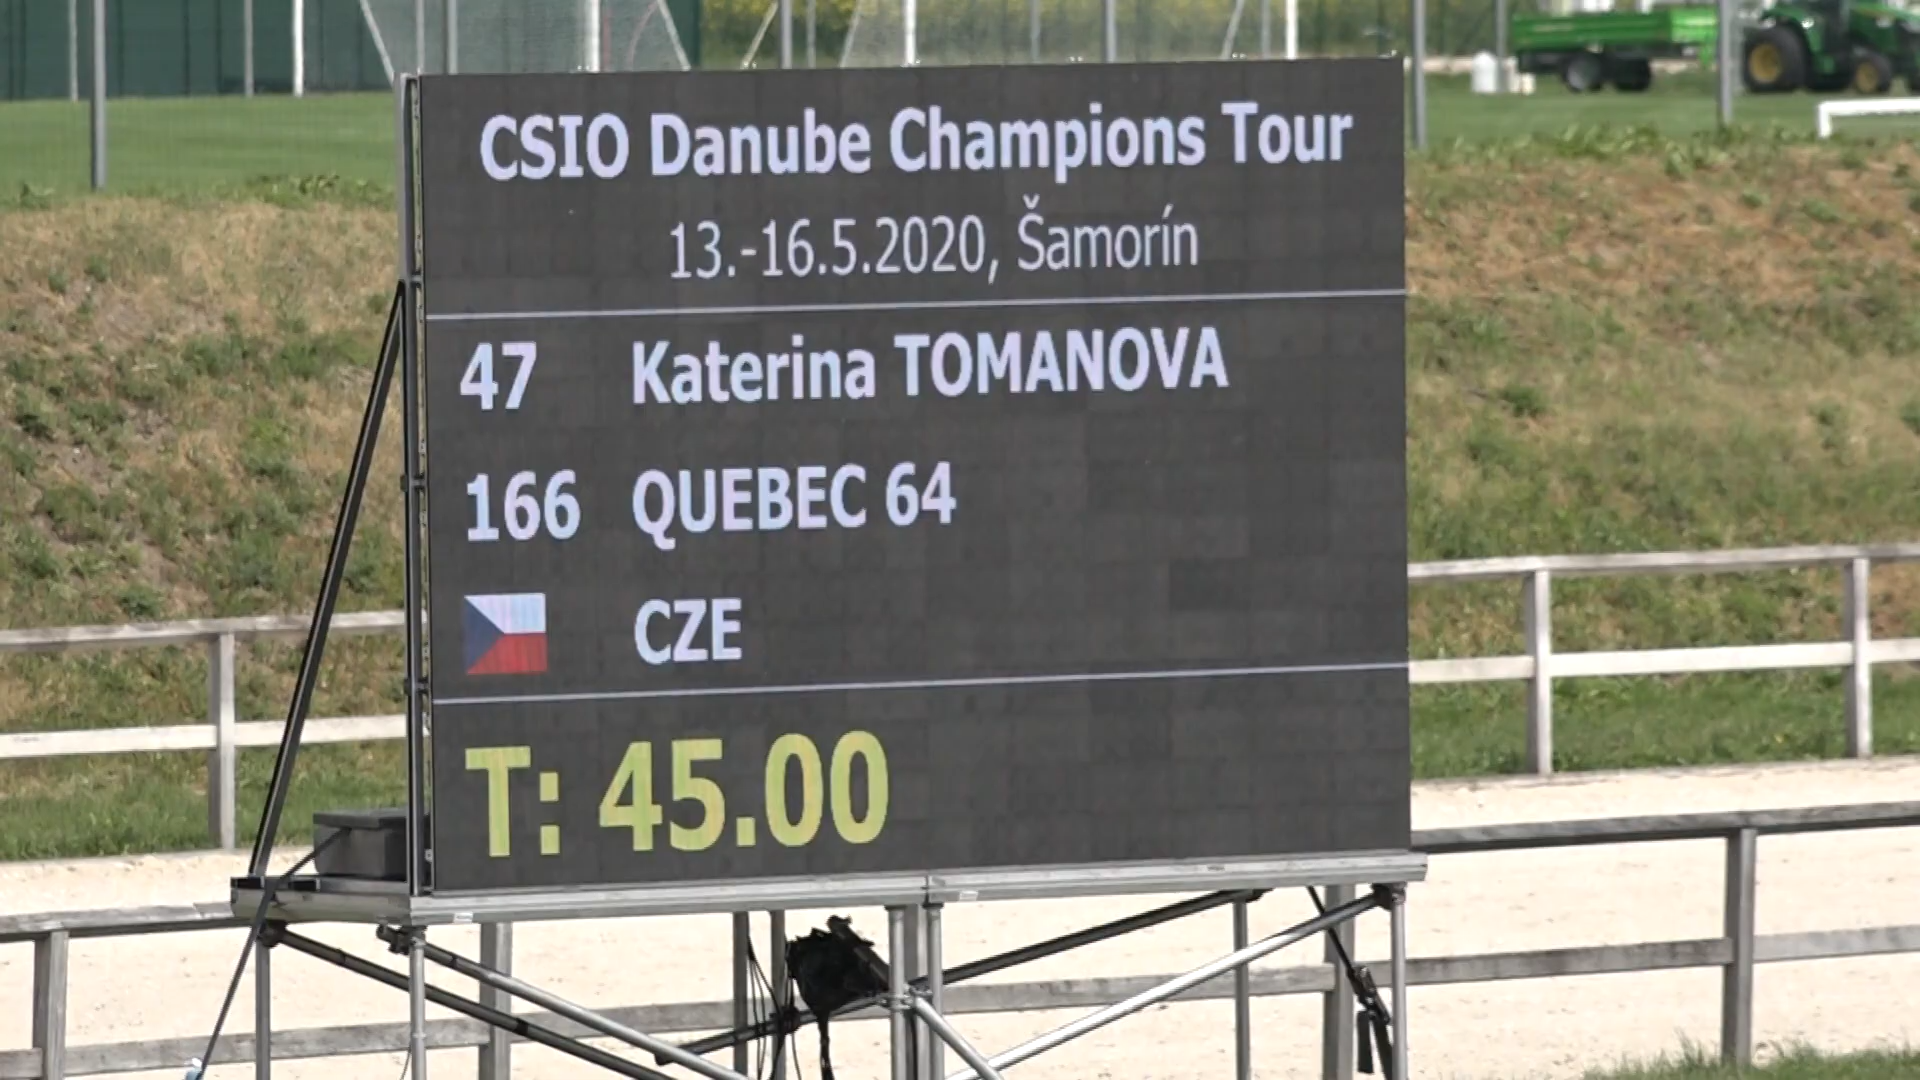 CSIO Danube Champions Tour
13.-16.5.2020, Šamorín
47 Katerina TOMANOVA
166 QUEBEC 64
CZE
T: 45.00